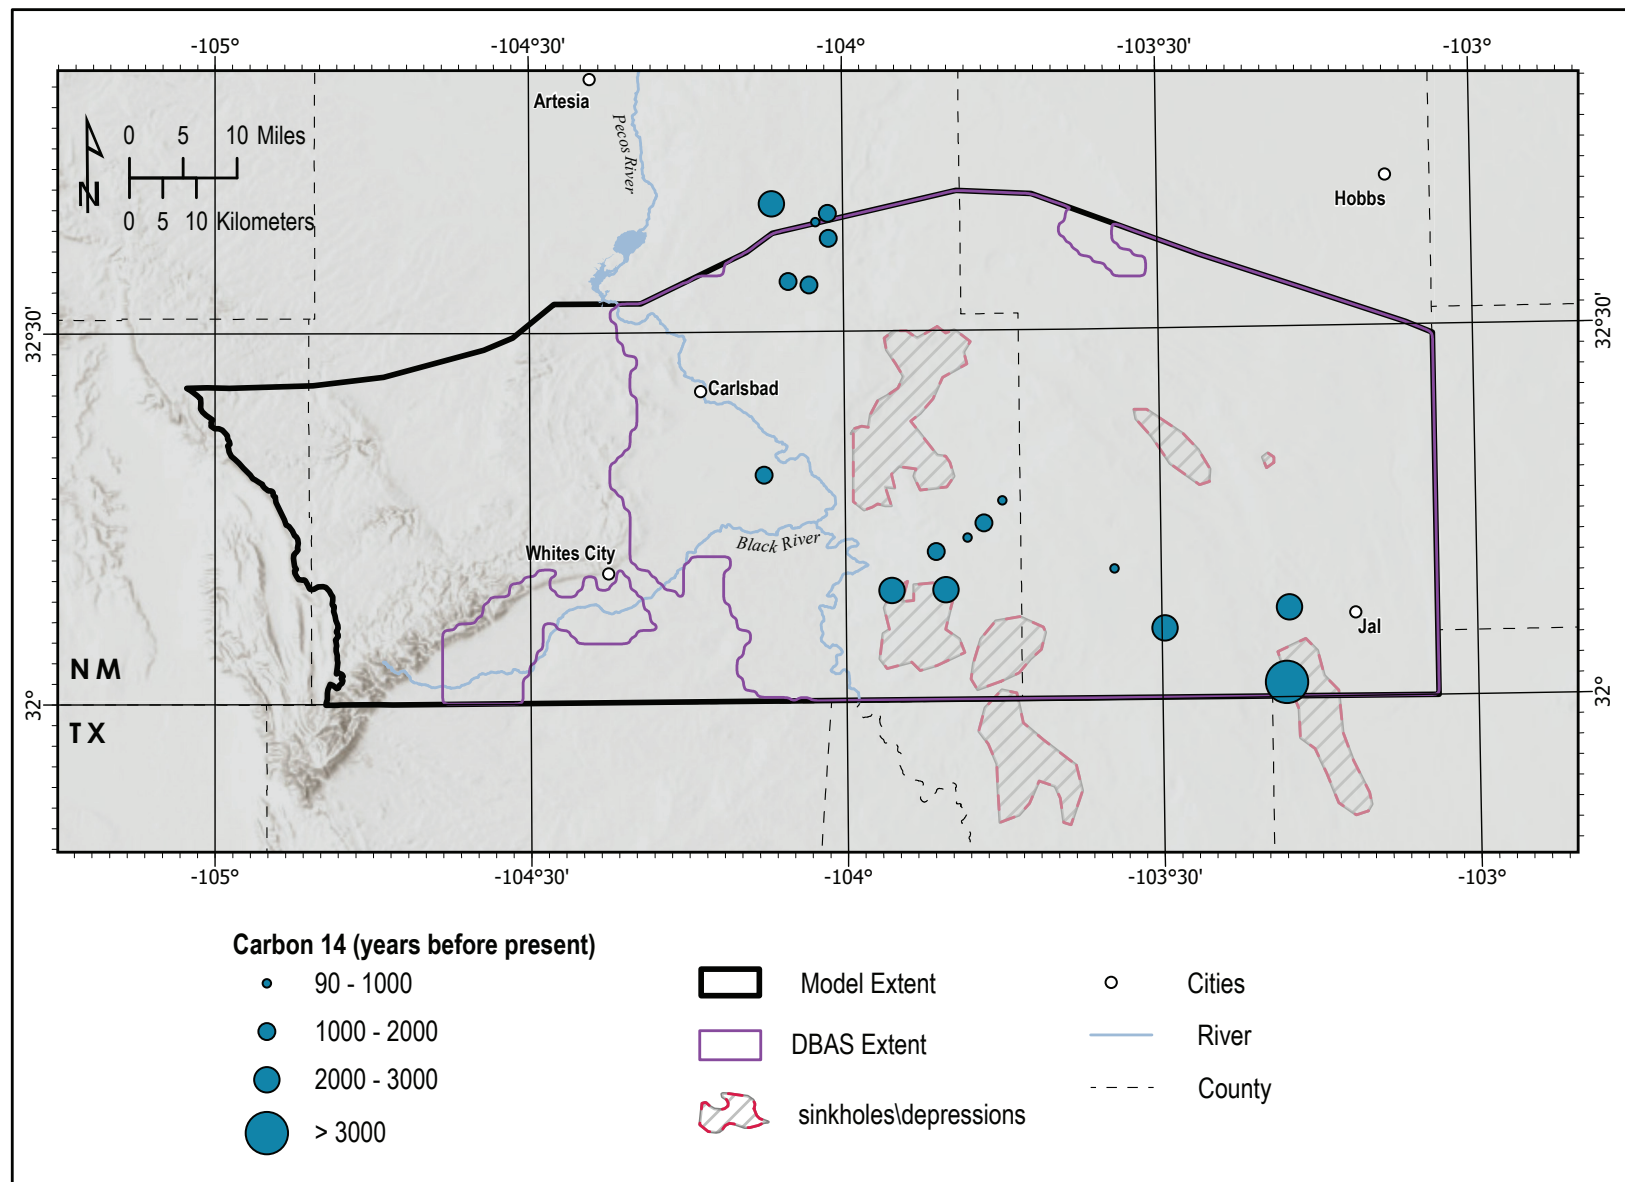 -105° -104°30' -104° -103°30' -103°
Artesia
0 5 10 Miles
N
0 5 10 Kilometers
Pecos River
Hobbs
32°30' 32°30'
Carlsbad
Black River
Whites City
Jal
NM
32° 32°
TX
-105° -104°30' -104° -103°30' -103°
Carbon 14 (years before present)
90 - 1000
1000 - 2000
2000 - 3000
> 3000
Model Extent
DBAS Extent
sinkholes\depressions
Cities
River
County